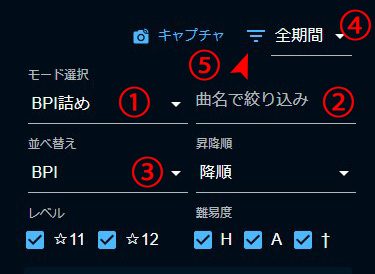 キャプチャ 全期間 ④
⑤
モード選択
BPI詰め ① 曲名で絞り込み ②
並べ替え 昇降順
BPI ③ 降順
レベル 難易度
☆11 ☆12 H A †